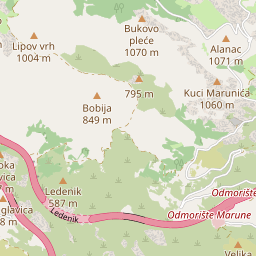 Bukovo
pleće
1070 m
Lipov vrh
1004 m
Alanac
1071 m
795 m
Kuci Marunića
1060 m
Bobija
849 m
Ledenik
587 m
Ledenik
Odmorište Marune
Velika